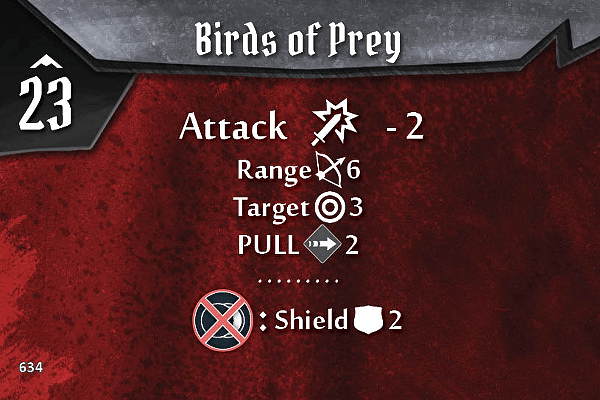 Birds of Prey
23
Attack - 2
Range 6
Target 3
PULL 2
.........
: Shield 2
634